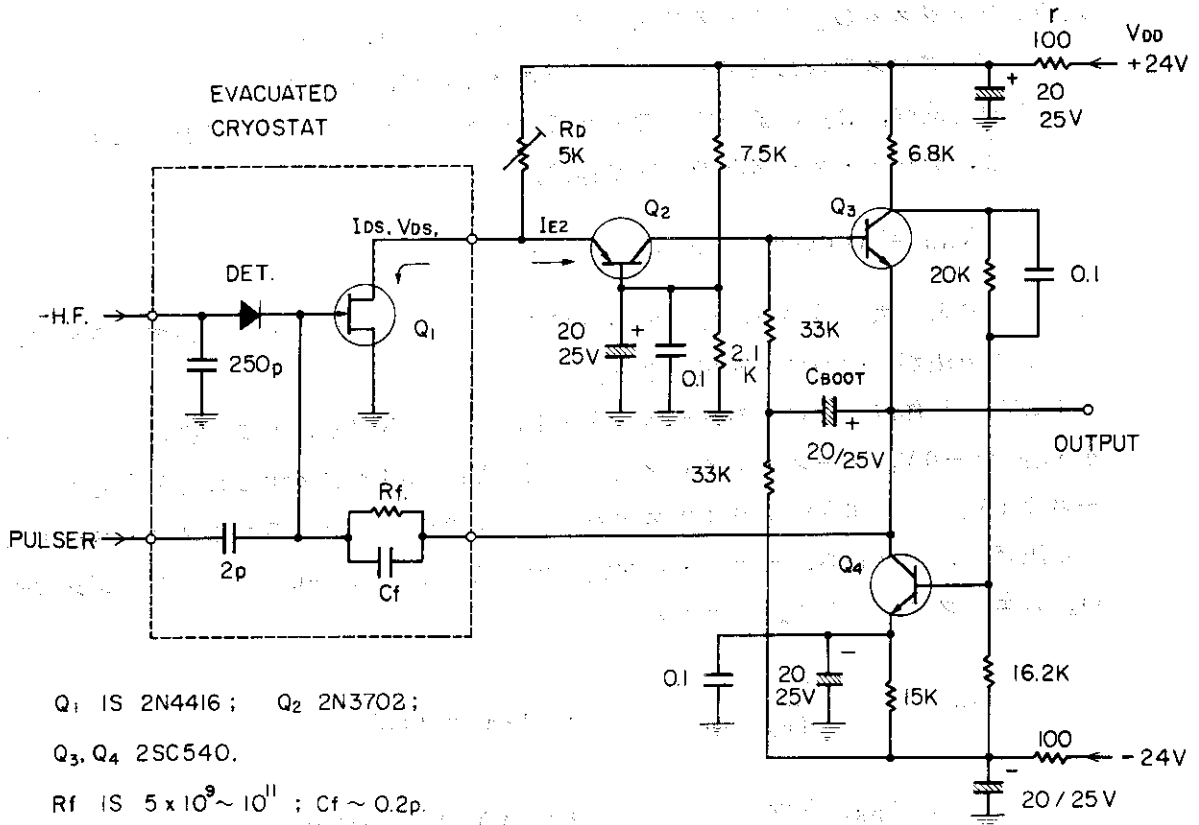 r
100
VDD
+24V
20
25V
+
EVACUATED
CRYOSTAT
RD
5K
7.5K
6.8K
IDS, VDS,
IE2
Q2
Q3
DET.
-H.F.
Q1
250p
20
25V
+
0.1
2.1
K
33K
20K
0.1
CBOOT
+
20/25V
OUTPUT
33K
Rf.
PULSER
2p
Cf
Q4
0.1
20
25V
−
15K
16.2K
100
-24V
−
20/25V
Q1 IS 2N4416; Q2 2N3702;
Q3, Q4 2SC540.
Rf IS 5 x 10⁹ ~ 10¹¹ ; Cf ~ 0.2p.